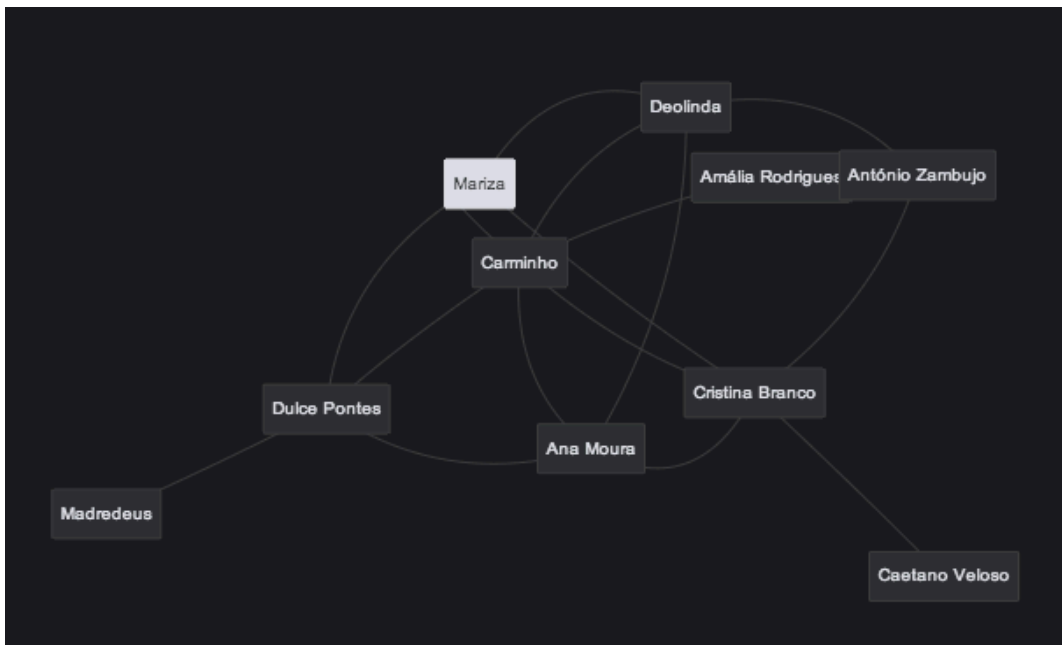 Deolinda
Mariza
Amália Rodrigues
António Zambujo
Carminho
Cristina Branco
Dulce Pontes
Ana Moura
Madredeus
Caetano Veloso